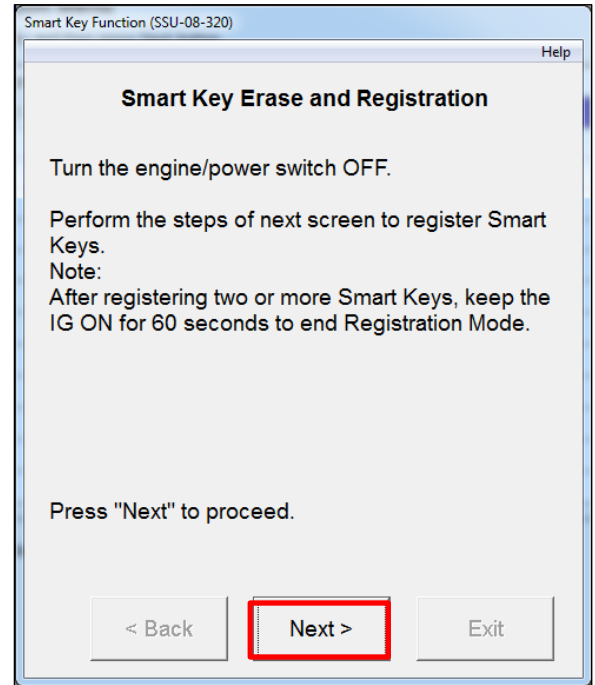 Smart Key Function (SSU-08-320)
Help
Smart Key Erase and Registration
Turn the engine/power switch OFF.
Perform the steps of next screen to register Smart
Keys.
Note:
After registering two or more Smart Keys, keep the
IG ON for 60 seconds to end Registration Mode.
Press "Next" to proceed.
< Back
Next >
Exit